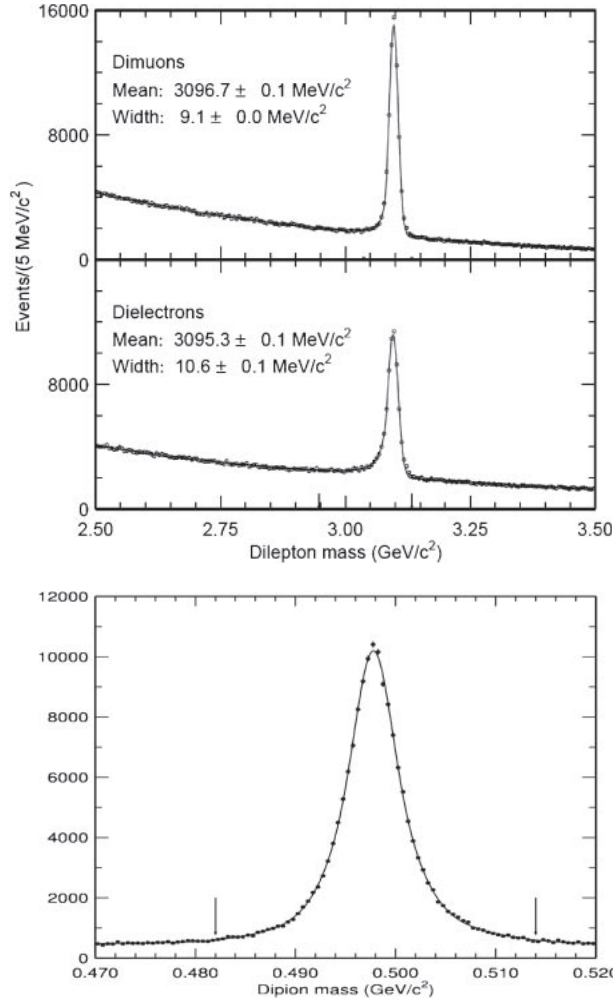 16000
Dimuons
Mean: 3096.7 ± 0.1 MeV/c²
Width: 9.1 ± 0.0 MeV/c²
8000
0
Events/(5 MeV/c²)
Dielectrons
Mean: 3095.3 ± 0.1 MeV/c²
Width: 10.6 ± 0.1 MeV/c²
8000
0
2.50 2.75 3.00 3.25 3.50
Dilepton mass (GeV/c²)
12000
10000
8000
6000
4000
2000
0
0.470 0.480 0.490 0.500 0.510 0.520
Dipion mass (GeV/c²)